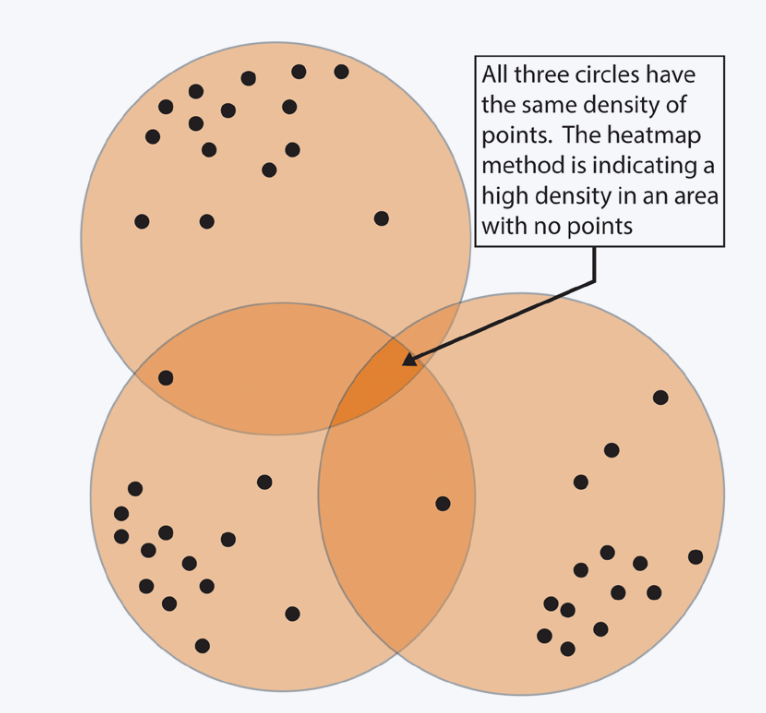 All three circles have
the same density of
points.  The heatmap
method is indicating a
high density in an area
with no points